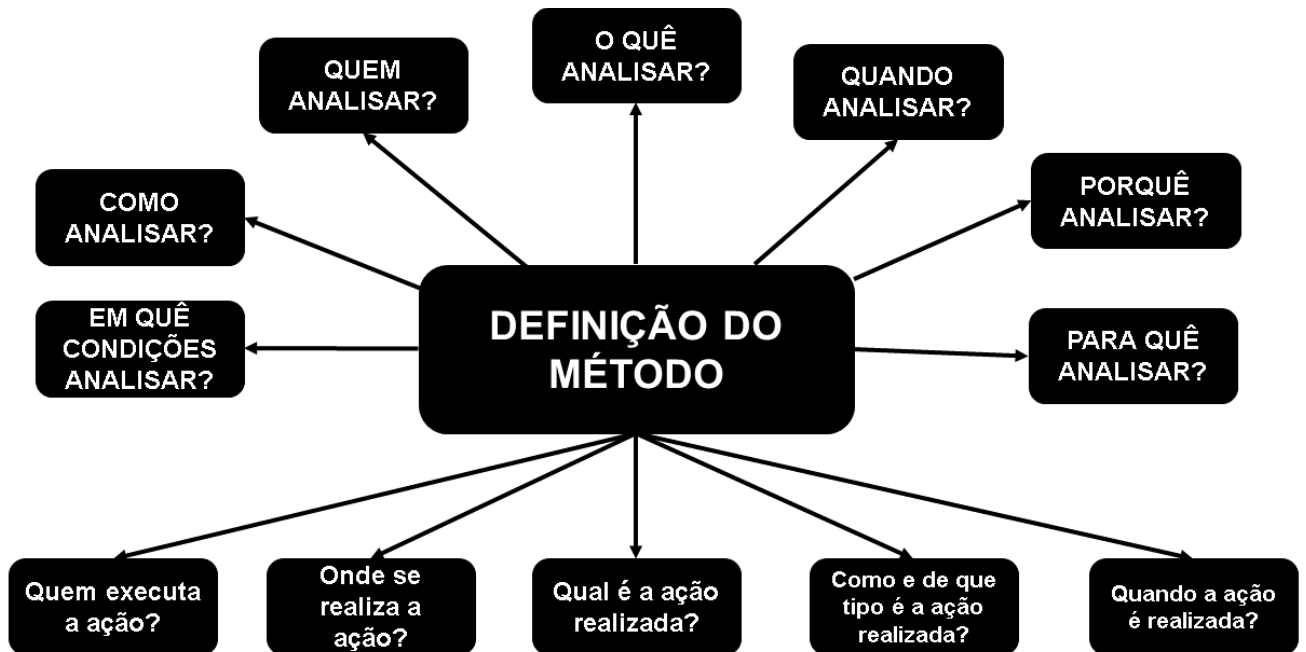 O QUÊ
ANALISAR?
QUEM
ANALISAR?
QUANDO
ANALISAR?
COMO
ANALISAR?
PORQUÊ
ANALISAR?
EM QUÊ
CONDIÇÕES
ANALISAR?
DEFINIÇÃO DO
MÉTODO
PARA QUÊ
ANALISAR?
Quem executa
a ação?
Onde se
realiza a
ação?
Qual é a ação
realizada?
Como e de que
tipo é a ação
realizada?
Quando a ação
é realizada?